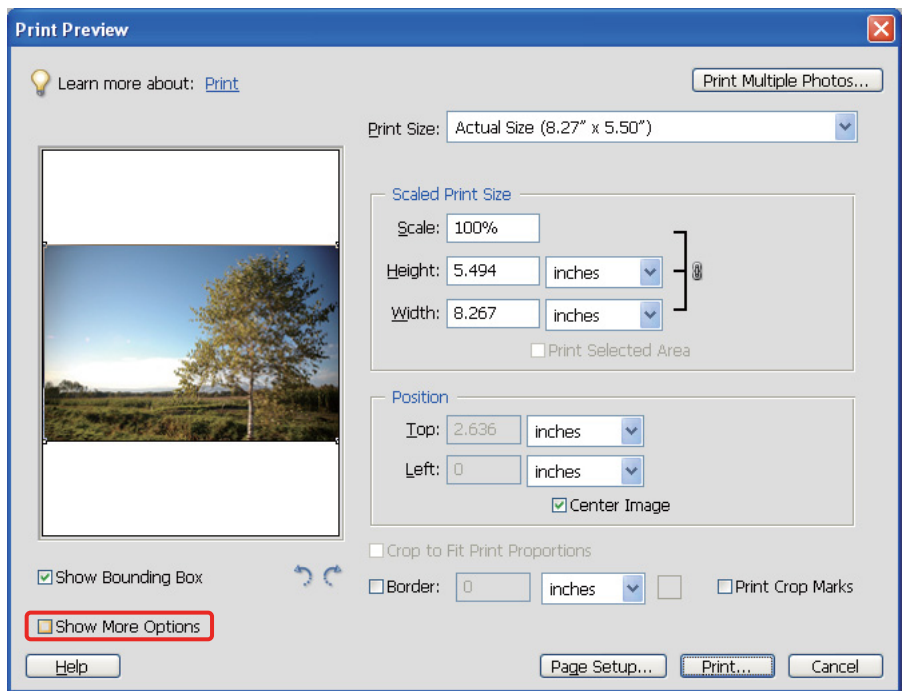 Print Preview
Learn more about: Print
Print Multiple Photos...
Print Size: Actual Size (8.27" x 5.50")
Scaled Print Size
Scale: 100%
Height: 5.494 inches
Width: 8.267 inches
Print Selected Area
Position
Top: 2.636 inches
Left: 0 inches
Center Image
Crop to Fit Print Proportions
Show Bounding Box
Border: 0 inches Print Crop Marks
Show More Options
Help Page Setup... Print... Cancel